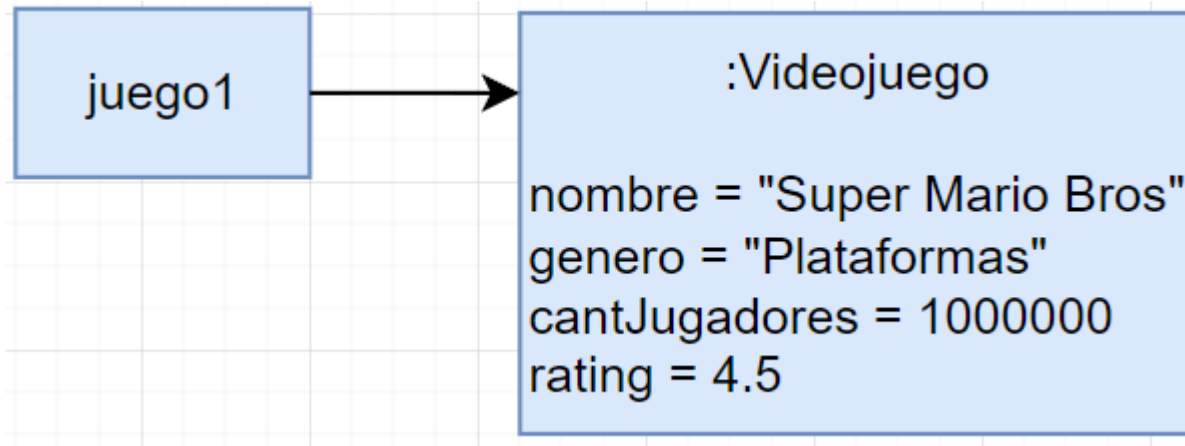 juego1
:Videojuego
nombre = "Super Mario Bros"
genero = "Plataformas"
cantJugadores = 1000000
rating = 4.5